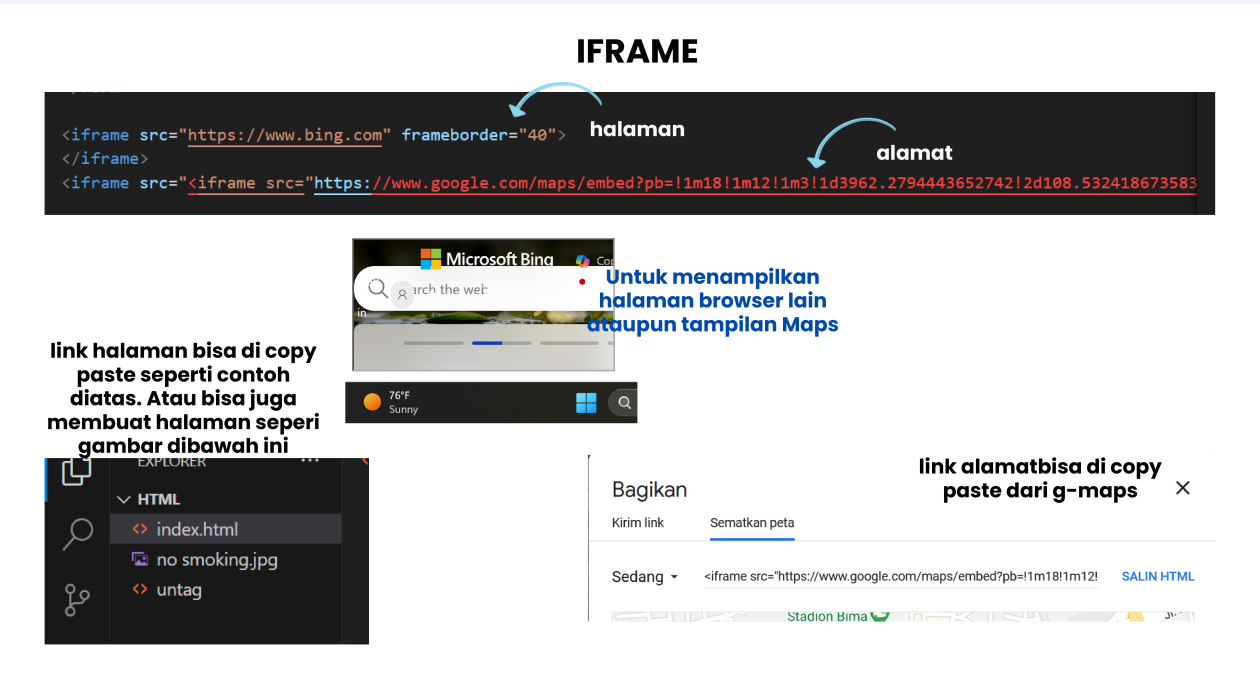 IFRAME
<iframe src="https://www.bing.com" frameborder="40">
halaman
</iframe>
alamat
<iframe src="<iframe src="https://www.google.com/maps/embed?pb=!1m18!1m12!1m3!1d3962.2794443652742!2d108.532418673583
Microsoft Bing
arch the web
in
Untuk menampilkan
halaman browser lain
ataupun tampilan Maps
76°F
Sunny
link halaman bisa di copy
paste seperti contoh
diatas. Atau bisa juga
membuat halaman seperi
gambar dibawah ini
EXPLORER
HTML
index.html
no smoking.jpg
untag
link alamatbisa di copy
paste dari g-maps
Bagikan
Kirim link
Sematkan peta
Sedang
<iframe src="https://www.google.com/maps/embed?pb=!1m18!1m12!
SALIN HTML
Stadion Bima